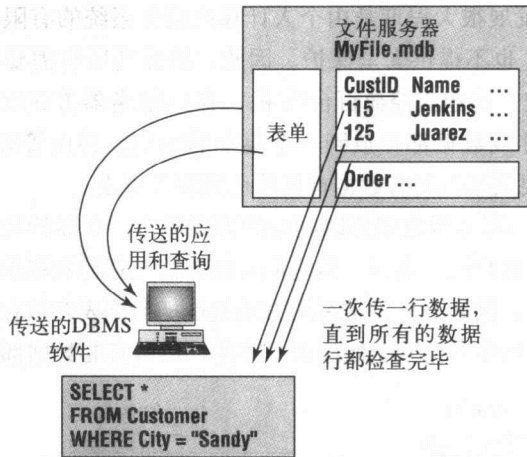 文件服务器
MyFile.mdb
表单
CustID Name ...
115 Jenkins ...
125 Juarez
Order ...
传送的应
用和查询
传送的DBMS
软件
一次传一行数据，
直到所有的数据
行都检查完毕
SELECT *
FROM Customer
WHERE City = "Sandy"